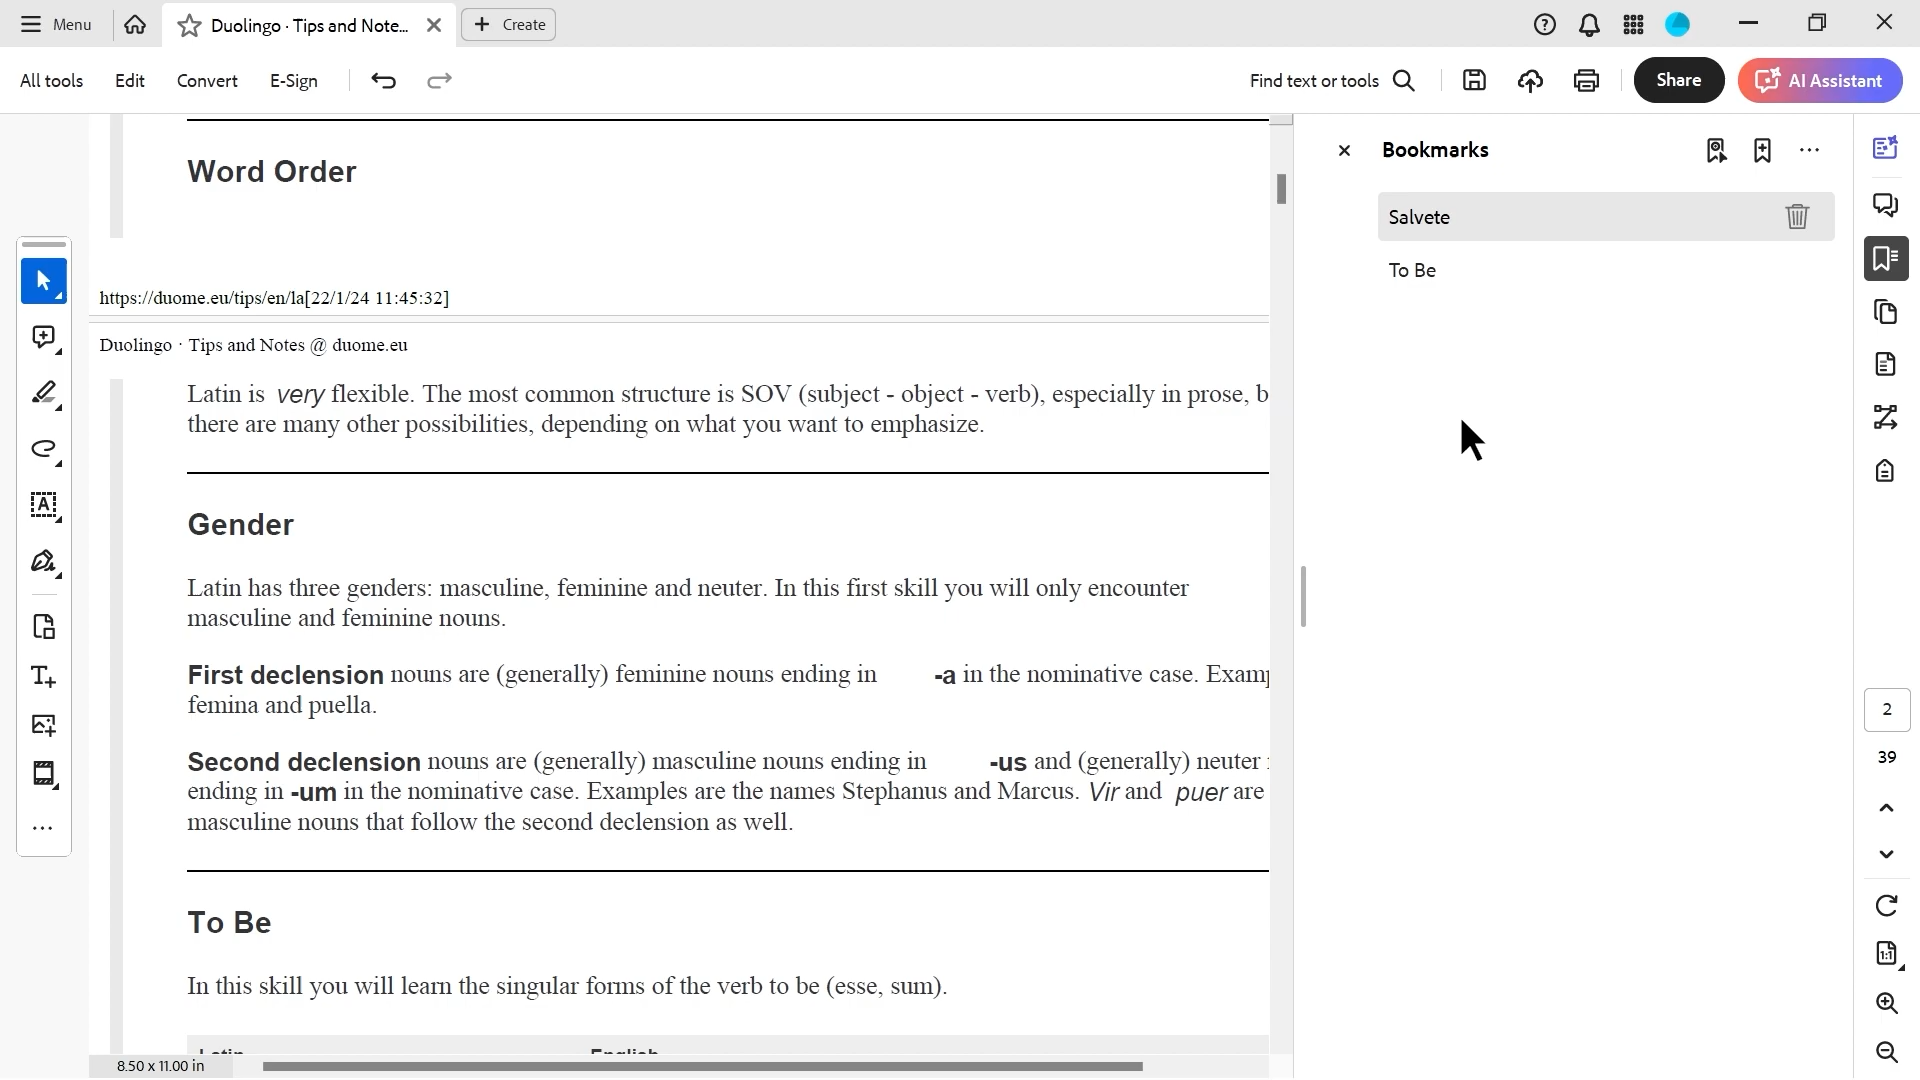 Menu
Duolingo · Tips and Note...
Create
All tools
Edit
Convert
E-Sign
Find text or tools
Share
AI Assistant
Word Order
https://duome.eu/tips/en/la[22/1/24 11:45:32]
Duolingo · Tips and Notes @ duome.eu
Latin is very flexible. The most common structure is SOV (subject - object - verb), especially in prose, b
there are many other possibilities, depending on what you want to emphasize.
Gender
Latin has three genders: masculine, feminine and neuter. In this first skill you will only encounter
masculine and feminine nouns.
First declension nouns are (generally) feminine nouns ending in -a in the nominative case. Examp
femina and puella.
Second declension nouns are (generally) masculine nouns ending in -us and (generally) neuter
ending in -um in the nominative case. Examples are the names Stephanus and Marcus. Vir and puer are
masculine nouns that follow the second declension as well.
To Be
In this skill you will learn the singular forms of the verb to be (esse, sum).
Latin English
8.50 x 11.00 in
Bookmarks
Salvete
To Be
2
39